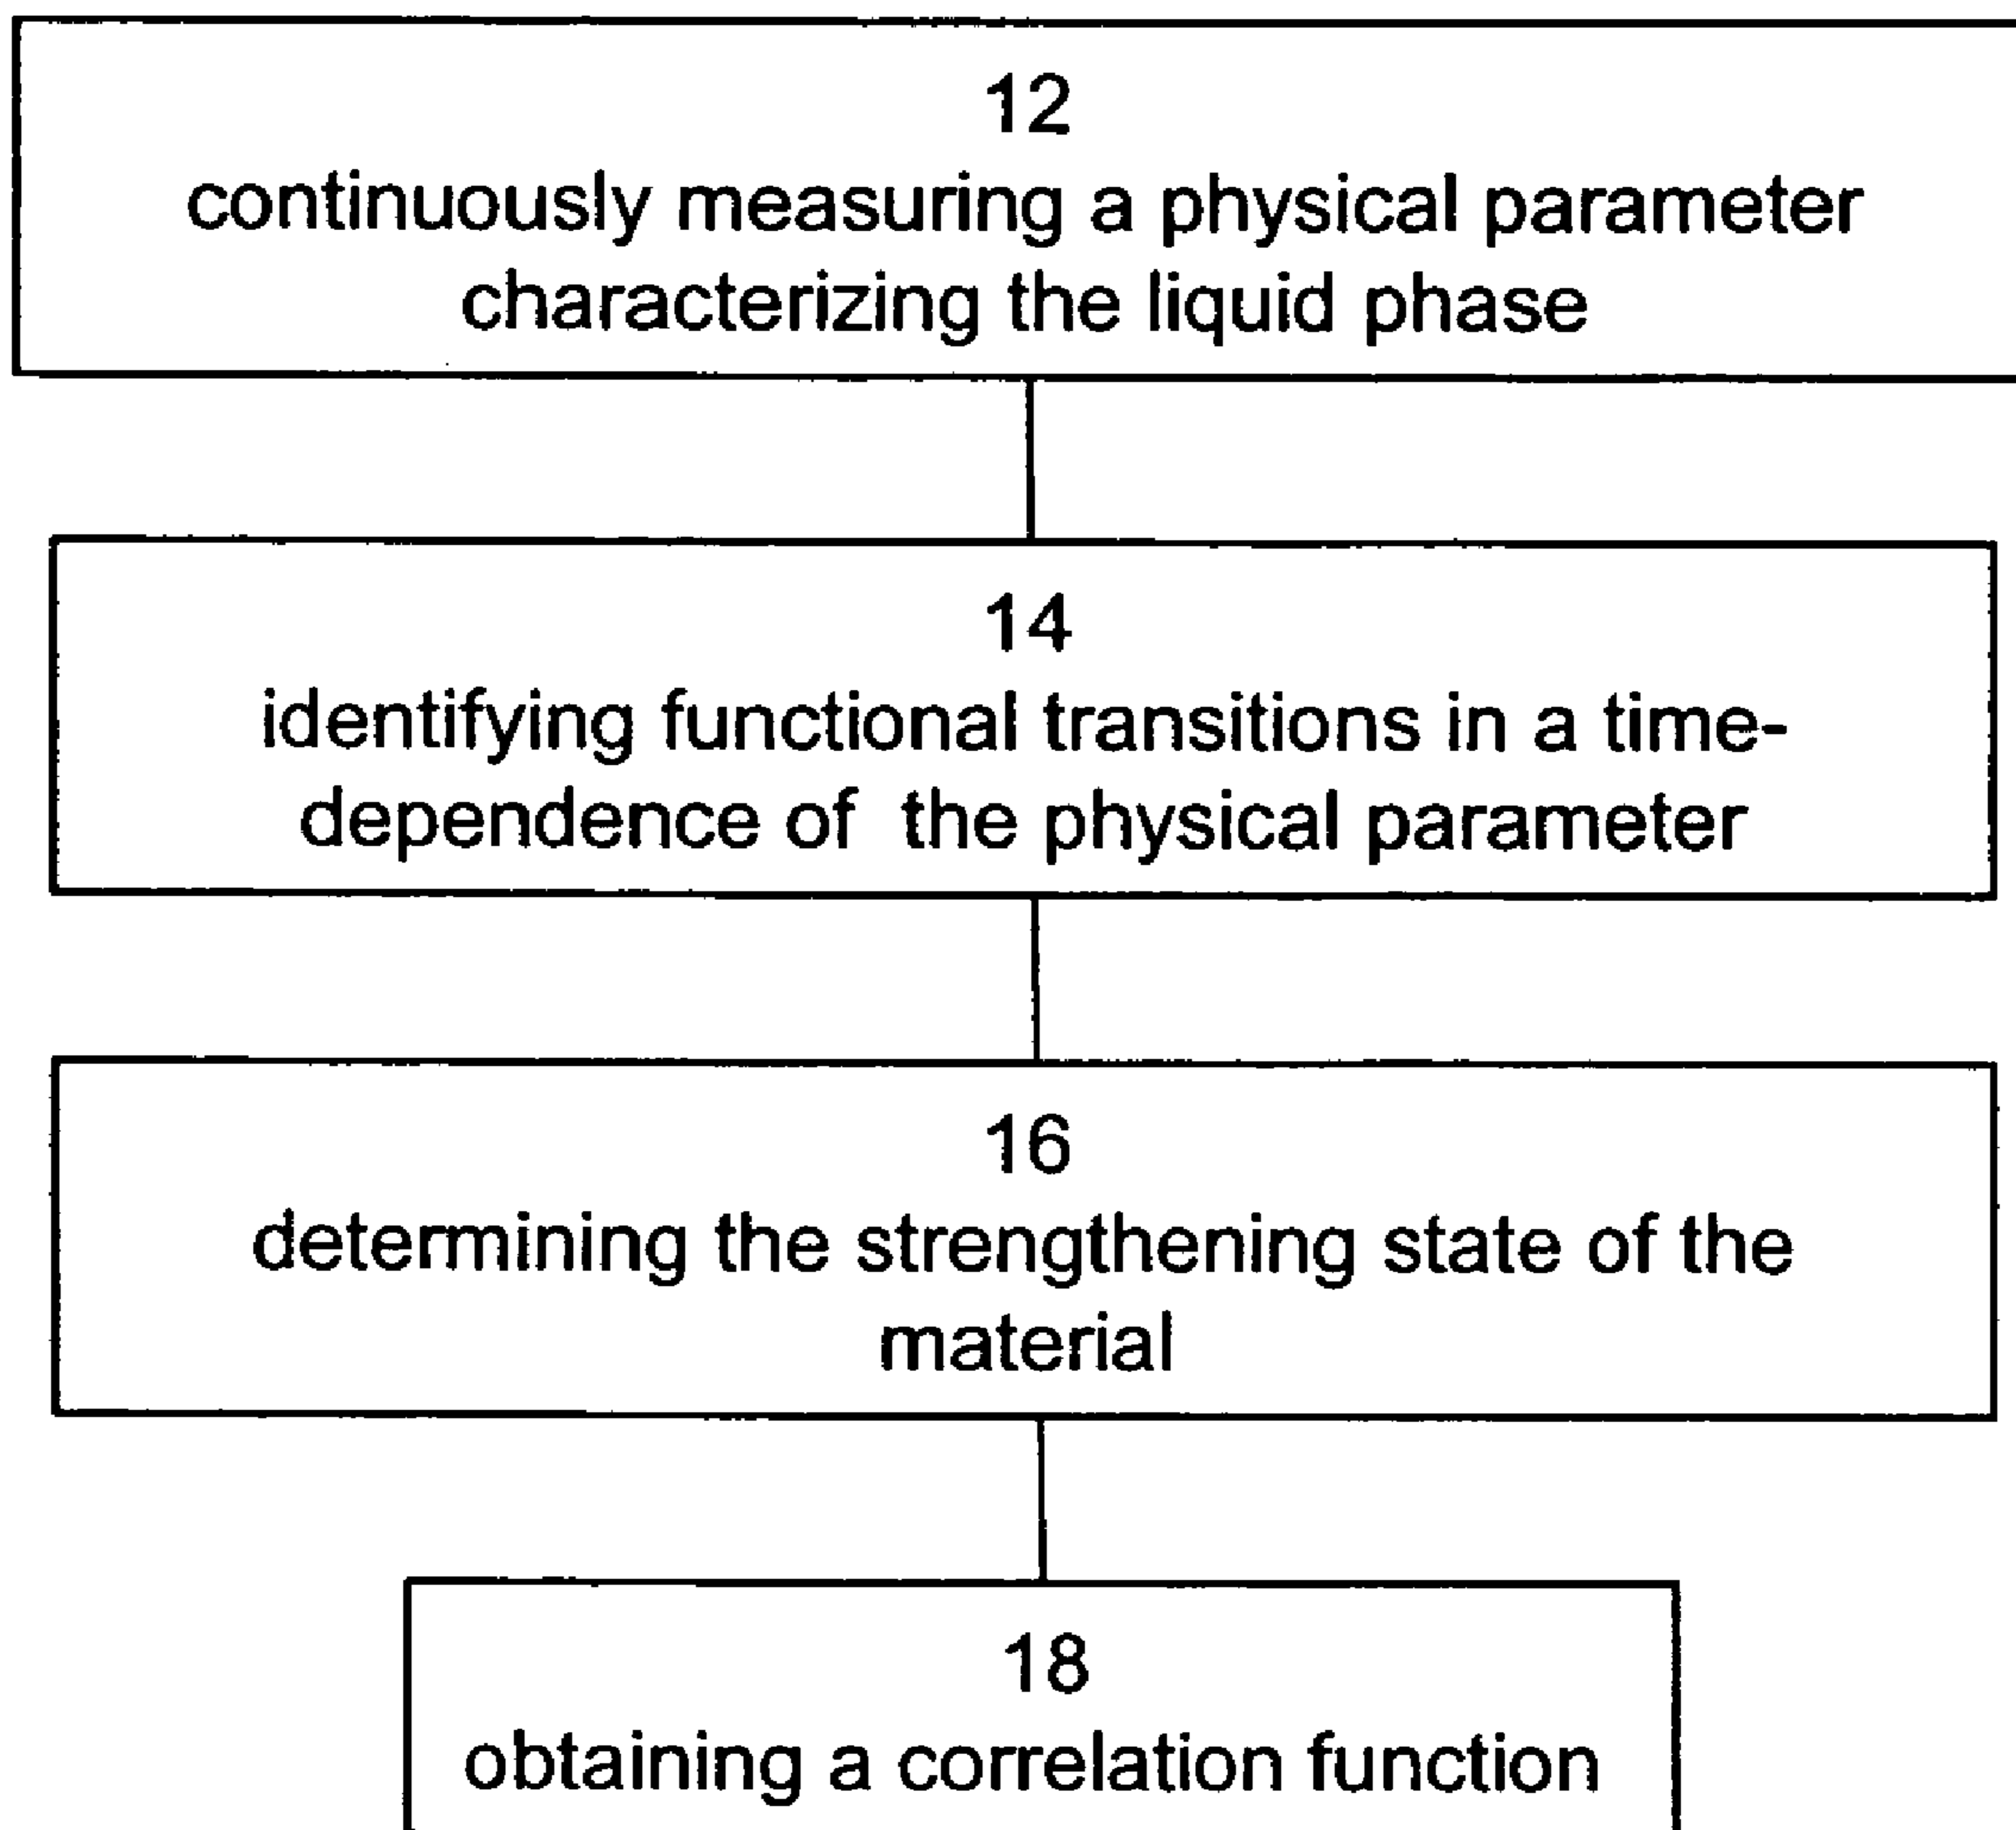 12
continuously measuring a physical parameter
characterizing the liquid phase
14
identifying functional transitions in a time-
dependence of the physical parameter
16
determining the strengthening state of the
material
18
obtaining a correlation function